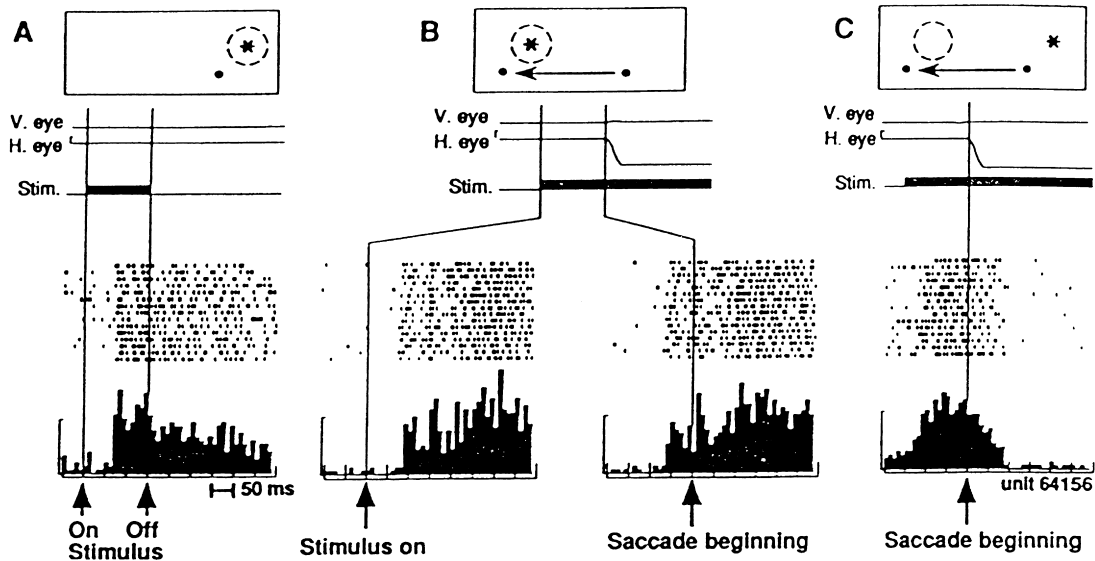 A
B
C
V. eye
H. eye
Stim.
V. eye
H. eye
Stim.
V. eye
H. eye
Stim.
50 ms
On
Off
Stimulus
Stimulus on
Saccade beginning
unit 64156
Saccade beginning